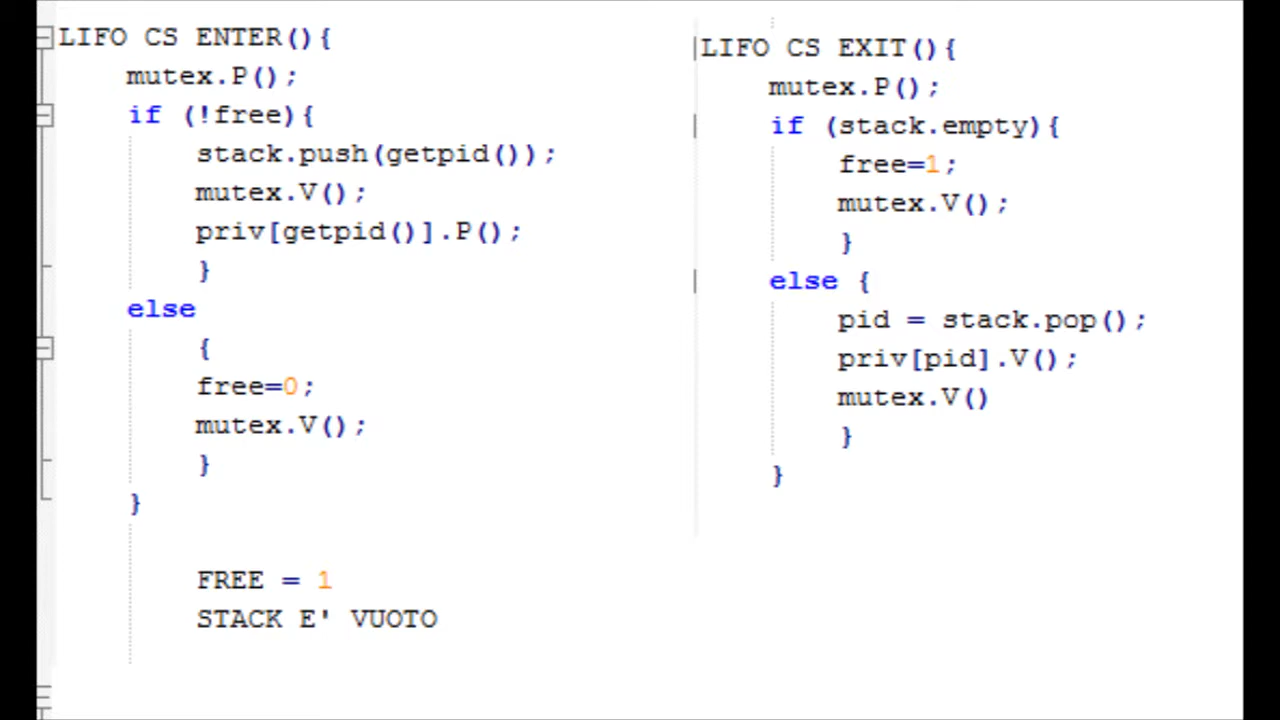 LIFO CS ENTER(){
mutex.P();
if (!free){
stack.push(getpid());
mutex.V();
priv[getpid()].P();
}
else
{
free=0;
mutex.V();
}
}
FREE = 1
STACK E' VUOTO
LIFO CS EXIT(){
mutex.P();
if (stack.empty){
free=1;
mutex.V();
}
else {
pid = stack.pop();
priv[pid].V();
mutex.V()
}
}